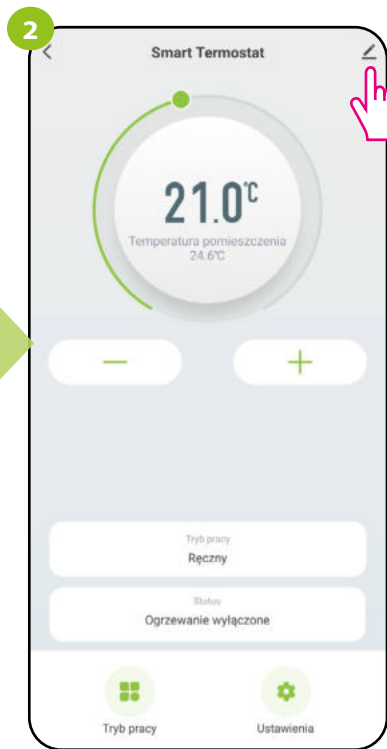 2
Smart Termostat
21.0°C
Temperatura pomieszczenia
24.6°C
Tryb pracy
Ręczny
Status
Ogrzewanie wyłączone
Tryb pracy
Ustawienia